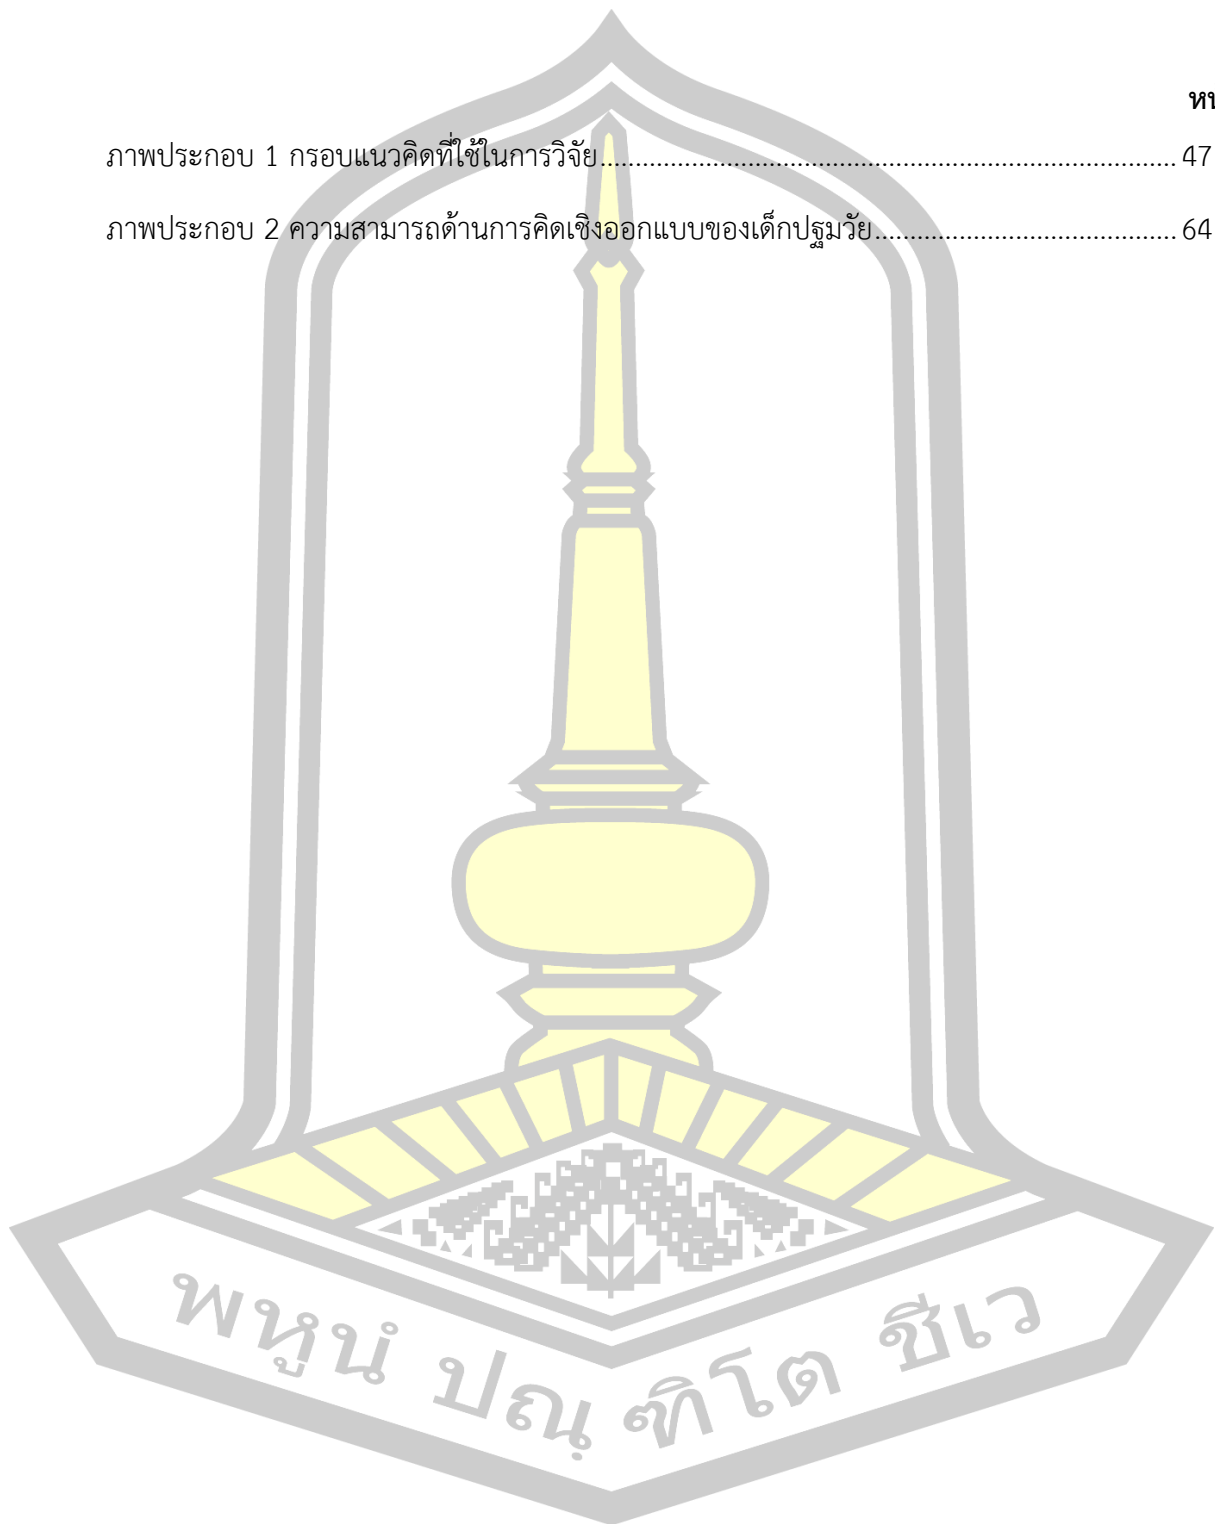 ภาพประกอบ 1 กรอบแนวคิดที่ใช้ในการวิจัย........................................................................................ 47
ภาพประกอบ 2 ความสามารถด้านการคิดเชิงออกแบบของเด็กปฐมวัย...................................... 64
พหูนํ ปณฺ ฑิโต ชีเว